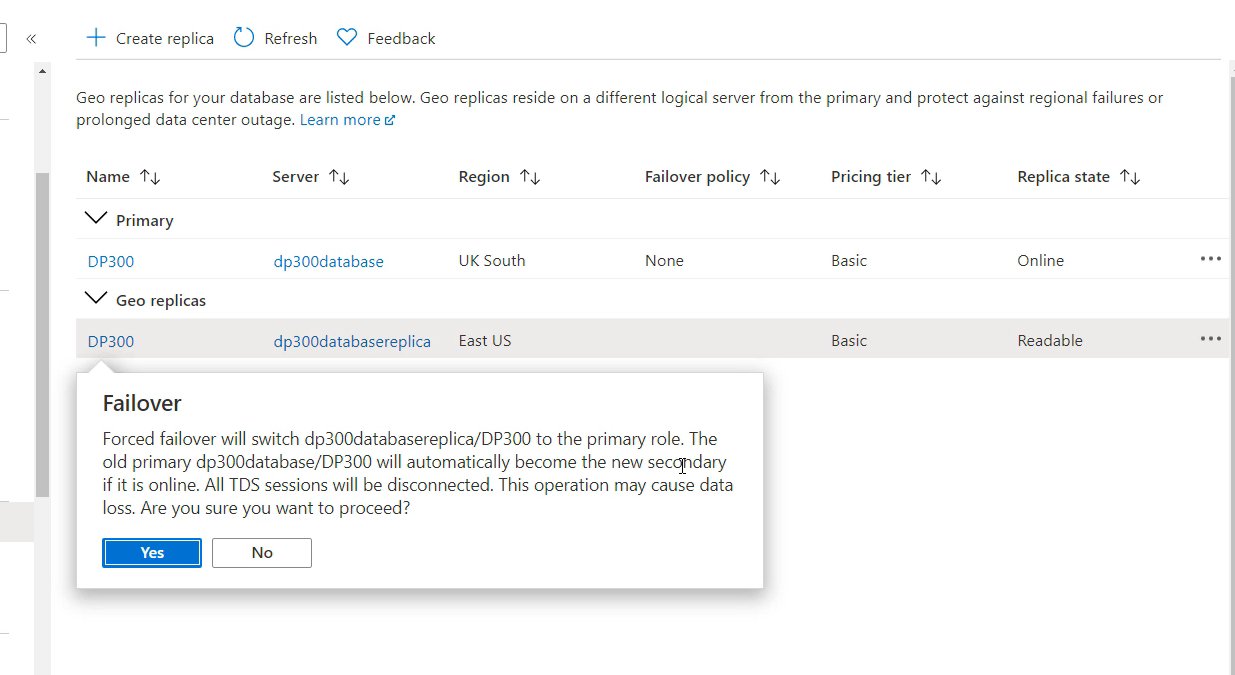 Create replica Refresh Feedback
Geo replicas for your database are listed below. Geo replicas reside on a different logical server from the primary and protect against regional failures or
prolonged data center outage. Learn more
Name Server Region Failover policy Pricing tier Replica state
Primary
DP300 dp300database UK South None Basic Online
Geo replicas
DP300 dp300databasereplica East US Basic Readable
Failover
Forced failover will switch dp300databasereplica/DP300 to the primary role. The
old primary dp300database/DP300 will automatically become the new secondary
if it is online. All TDS sessions will be disconnected. This operation may cause data
loss. Are you sure you want to proceed?
Yes No